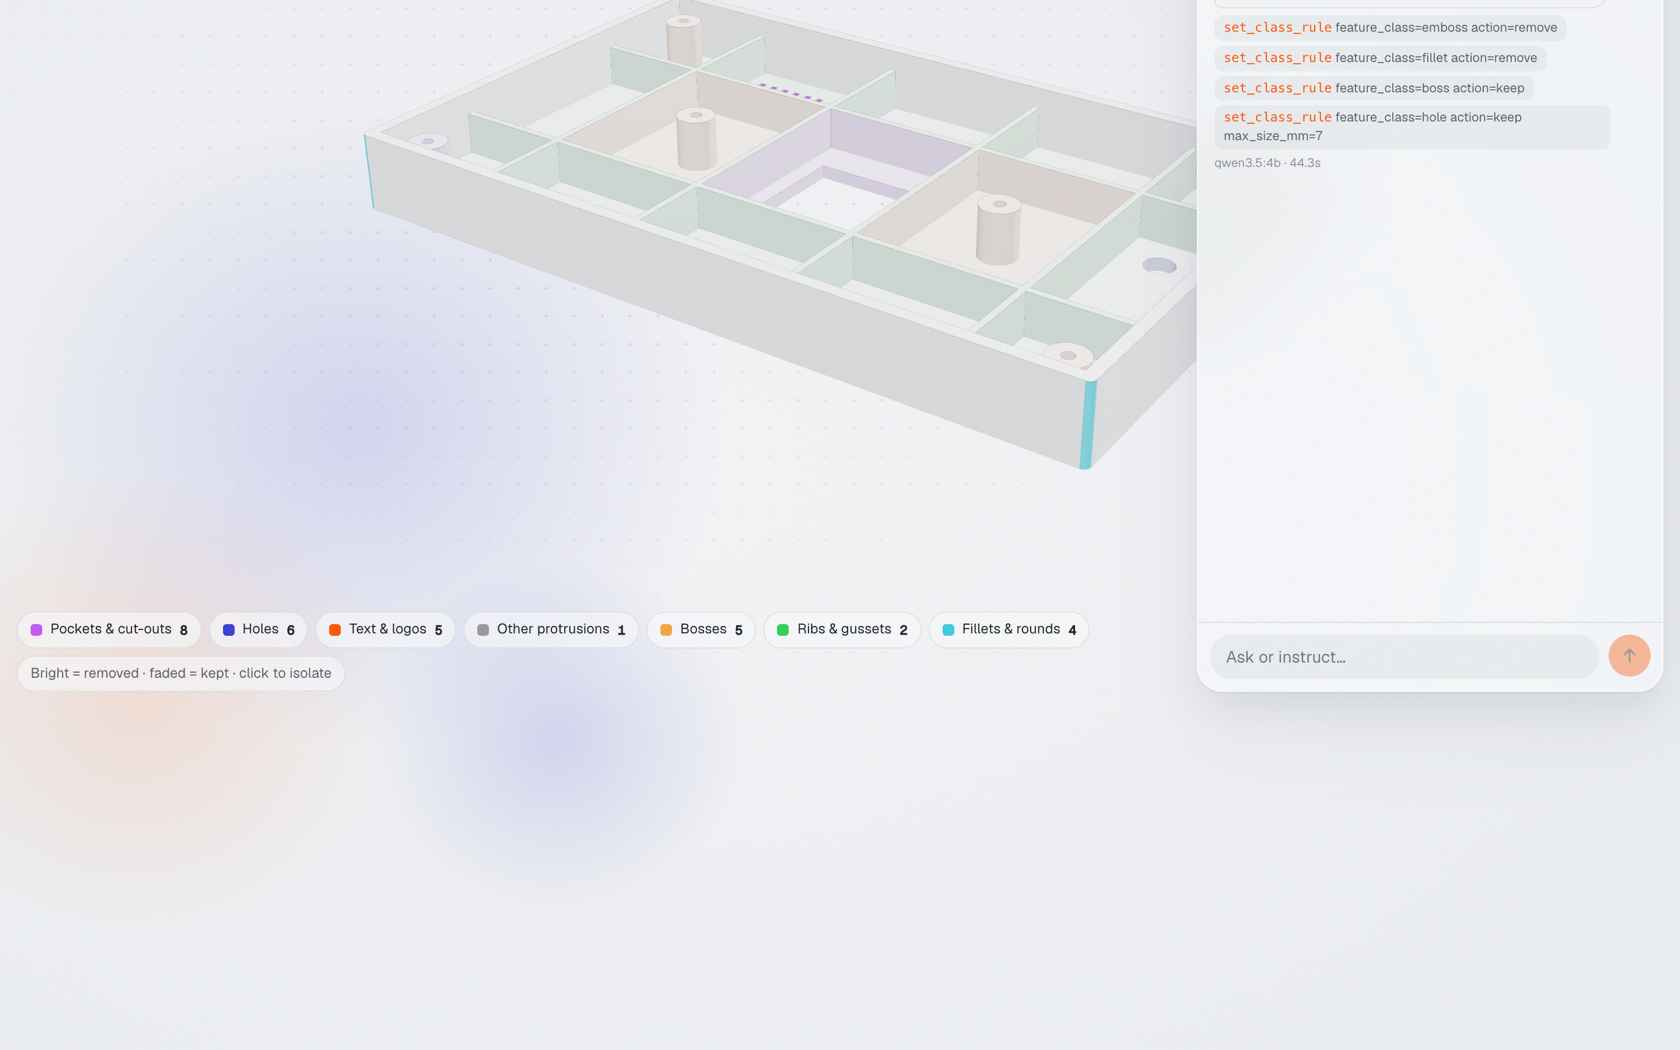 set_class_rule feature_class=emboss action=remove
set_class_rule feature_class=fillet action=remove
set_class_rule feature_class=boss action=keep
set_class_rule feature_class=hole action=keep
max_size_mm=7
qwen3.5:4b · 44.3s
Pockets & cut-outs 8
Holes 6
Text & logos 5
Other protrusions 1
Bosses 5
Ribs & gussets 2
Fillets & rounds 4
Bright = removed · faded = kept · click to isolate
Ask or instruct…